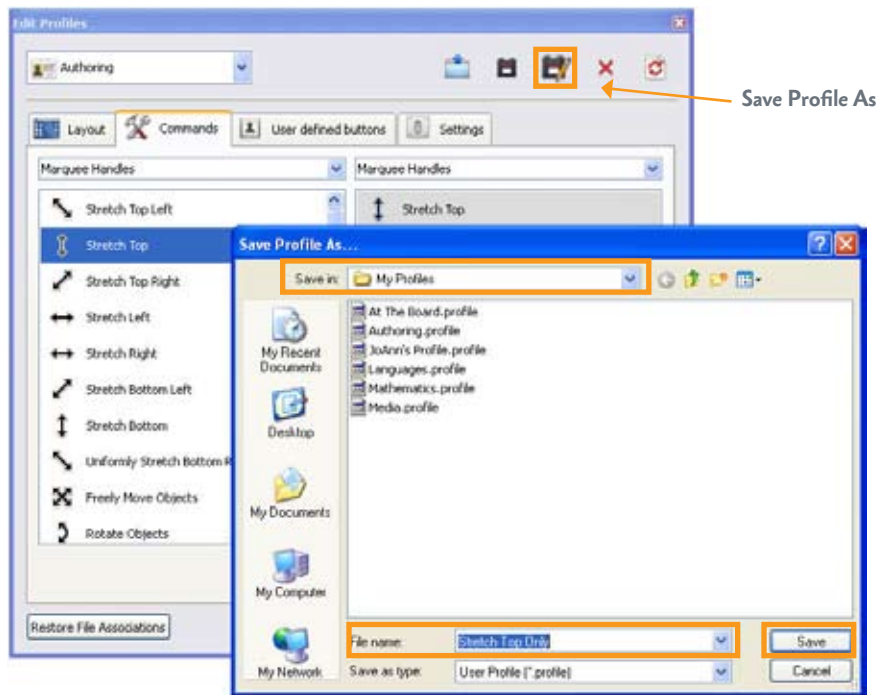 Edit Profiles
Authoring
Save Profile As
Layout
Commands
User defined buttons
Settings
Marquee Handles
Marquee Handles
Stretch Top Left
Stretch Top
Stretch Top
Stretch Top Right
Stretch Left
Stretch Right
Stretch Bottom Left
Stretch Bottom
Uniformly Stretch Bottom R
Freely Move Objects
Rotate Objects
Restore File Associations
Save Profile As...
Save in:
My Profiles
At The Board.profile
Authoring.profile
JoAnn's Profile.profile
Languages.profile
Mathematics.profile
Media.profile
My Recent
Documents
Desktop
My Documents
My Computer
My Network
File name:
Stretch Top Only
Save
Save as type:
User Profile (*.profile)
Cancel